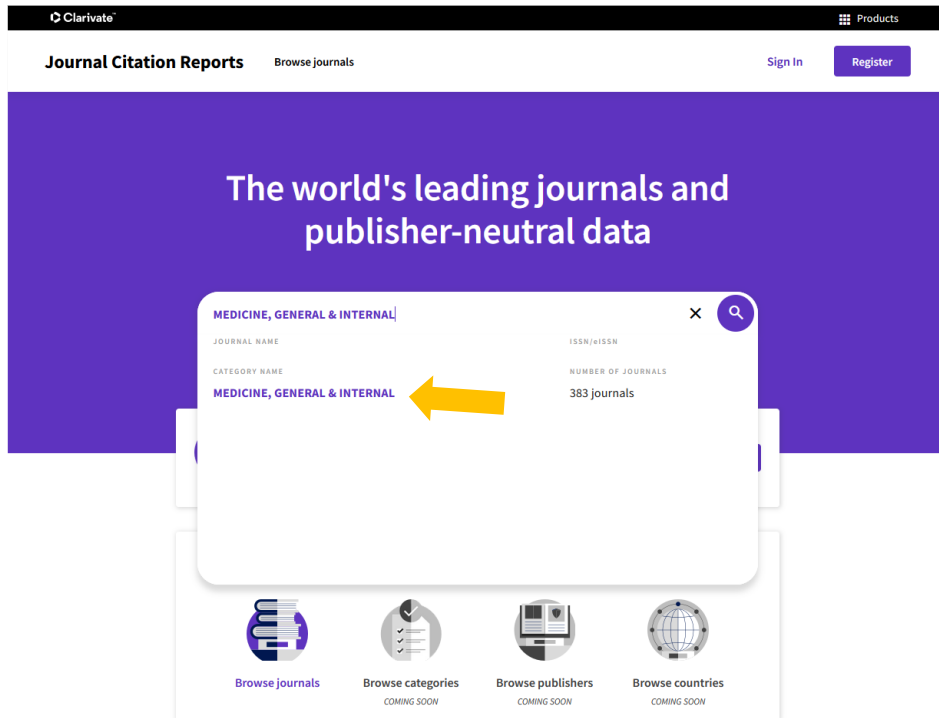 Clarivate™
Products
Journal Citation Reports
Browse journals
Sign In
Register
The world's leading journals and
publisher-neutral data
MEDICINE, GENERAL & INTERNAL
JOURNAL NAME
ISSN/eISSN
CATEGORY NAME
NUMBER OF JOURNALS
MEDICINE, GENERAL & INTERNAL
383 journals
Browse journals
Browse categories
Browse publishers
Browse countries
COMING SOON
COMING SOON
COMING SOON